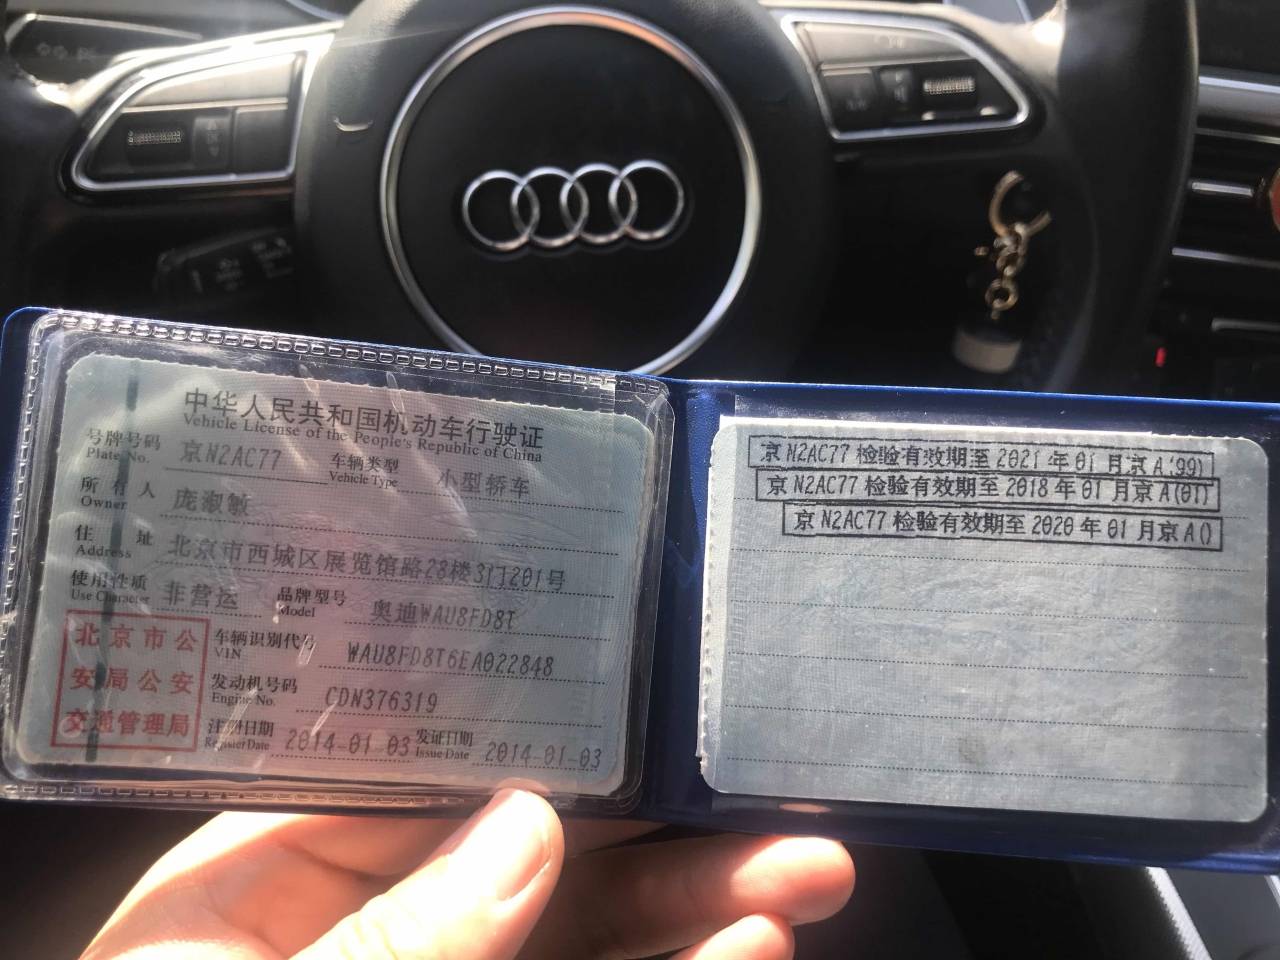 中华人民共和国机动车行驶证
Vehicle License of the People's Republic of China
号牌号码 京N2AC77 车辆类型 小型轿车
Plate No. Vehicle Type
所有人 庞淑敏
Owner
住址 北京市西城区展览馆路28楼3门1201号
Address
使用性质 非营运 品牌型号 奥迪WAU8FD8T
Use Character Model
北京市公安局公安交通管理局
车辆识别代号 WAU8FD8T6EA022848
VIN
发动机号码 CDN376319
Engine No.
注册日期 2014-01-03 发证日期 2014-01-03
Register Date Issue Date
京N2AC77 检验有效期至 2021年01月京A(99)
京N2AC77 检验有效期至 2018年01月京A(01)
京N2AC77 检验有效期至 2020年01月京A()